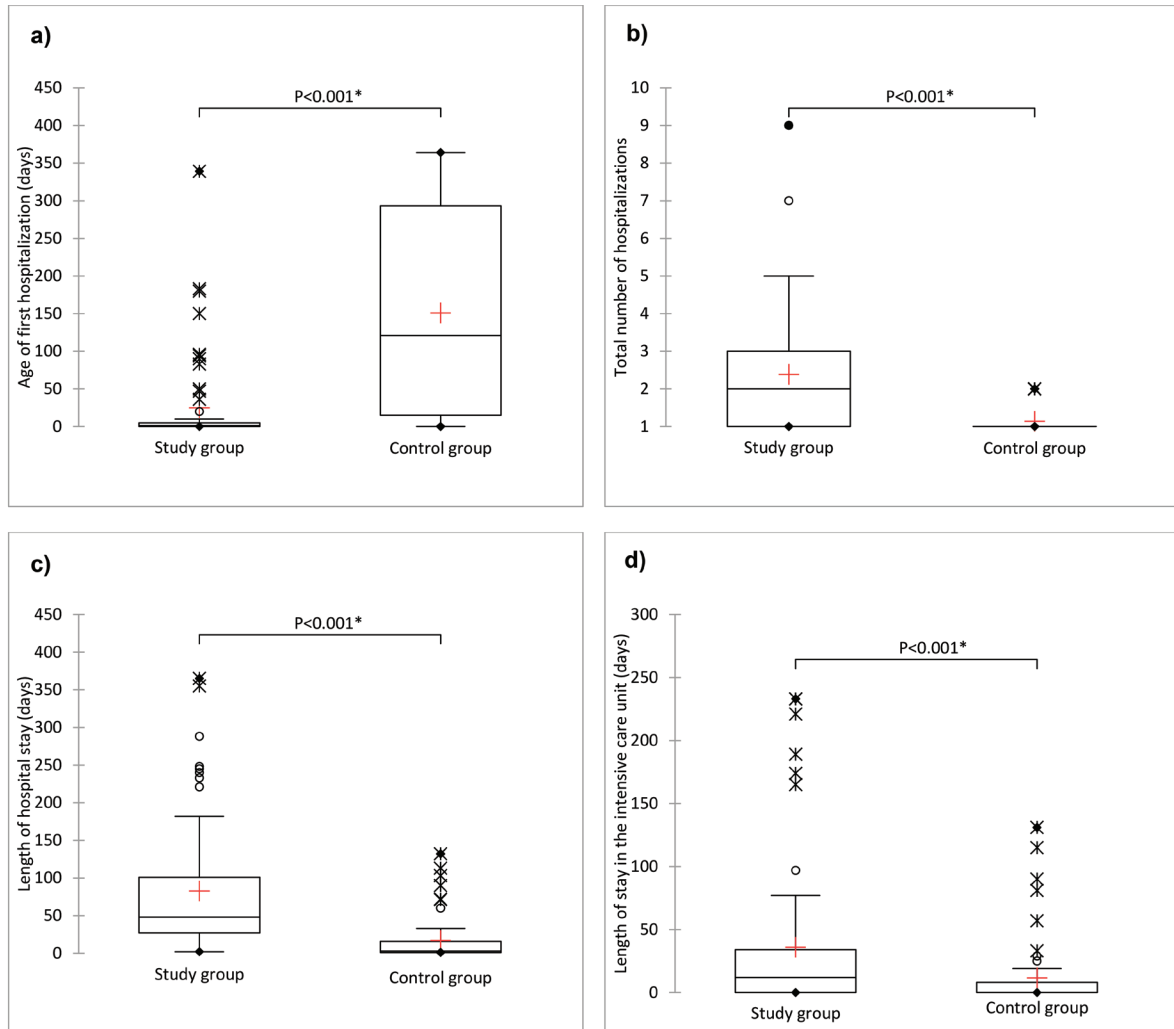 a)
Age of first hospitalization (days)
450
400
350
300
250
200
150
100
50
0
P<0.001*
Study group
Control group
b)
Total number of hospitalizations
10
9
8
7
6
5
4
3
2
1
P<0.001*
Study group
Control group
c)
Length of hospital stay (days)
450
400
350
300
250
200
150
100
50
0
P<0.001*
Study group
Control group
d)
Length of stay in the intensive care unit (days)
300
250
200
150
100
50
0
P<0.001*
Study group
Control group